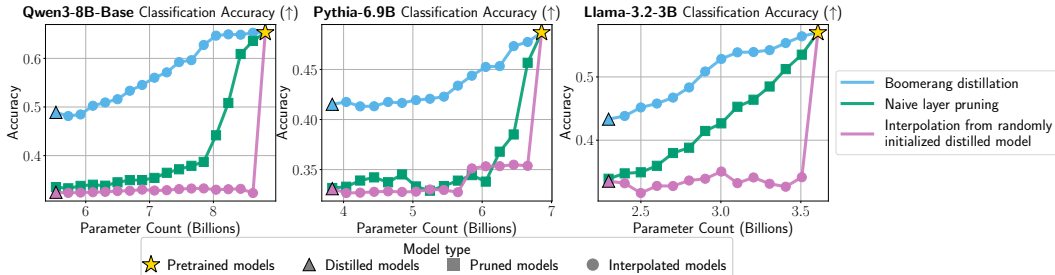 Qwen3-8B-Base Classification Accuracy (↑)
Accuracy
0.6
0.5
0.4
6
7
8
Parameter Count (Billions)
Pythia-6.9B Classification Accuracy (↑)
Accuracy
0.45
0.40
0.35
4
5
6
7
Parameter Count (Billions)
Llama-3.2-3B Classification Accuracy (↑)
Accuracy
0.5
0.4
2.5
3.0
3.5
Parameter Count (Billions)
Boomerang distillation
Naive layer pruning
Interpolation from randomly
initialized distilled model
Model type
Pretrained models
Distilled models
Pruned models
Interpolated models